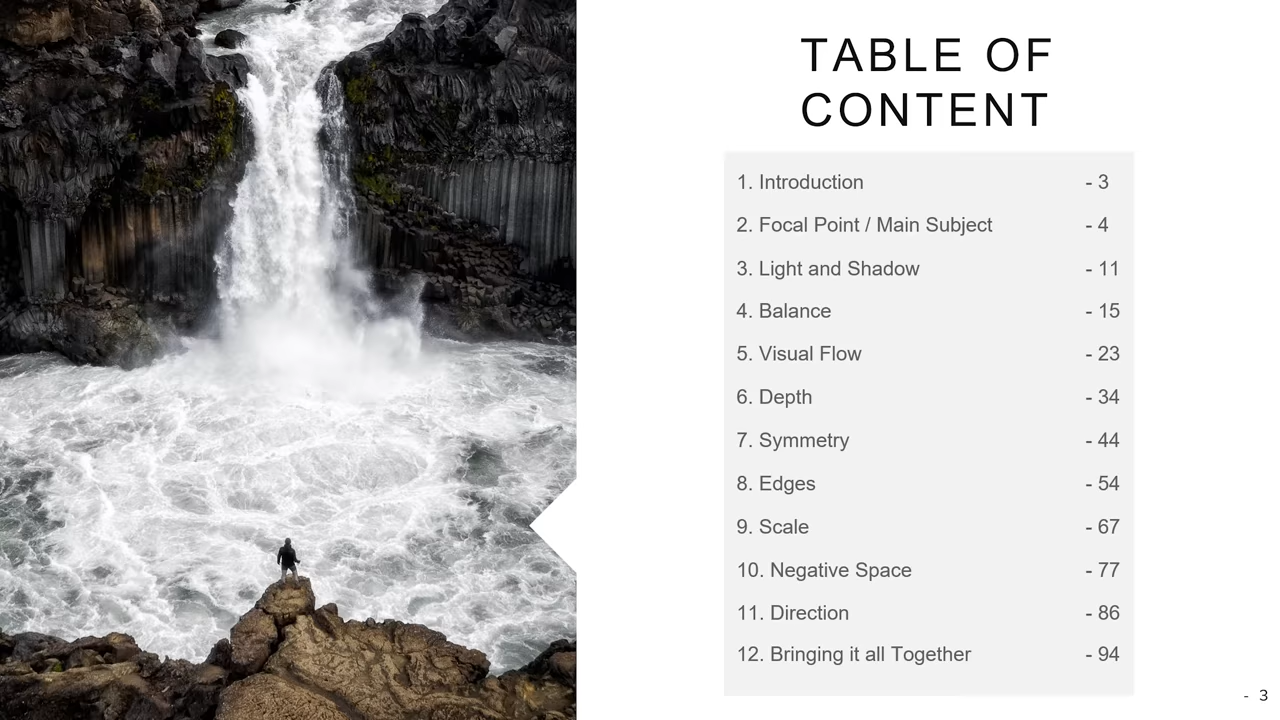 TABLE OF
CONTENT
1. Introduction - 3
2. Focal Point / Main Subject - 4
3. Light and Shadow - 11
4. Balance - 15
5. Visual Flow - 23
6. Depth - 34
7. Symmetry - 44
8. Edges - 54
9. Scale - 67
10. Negative Space - 77
11. Direction - 86
12. Bringing it all Together - 94
- 3